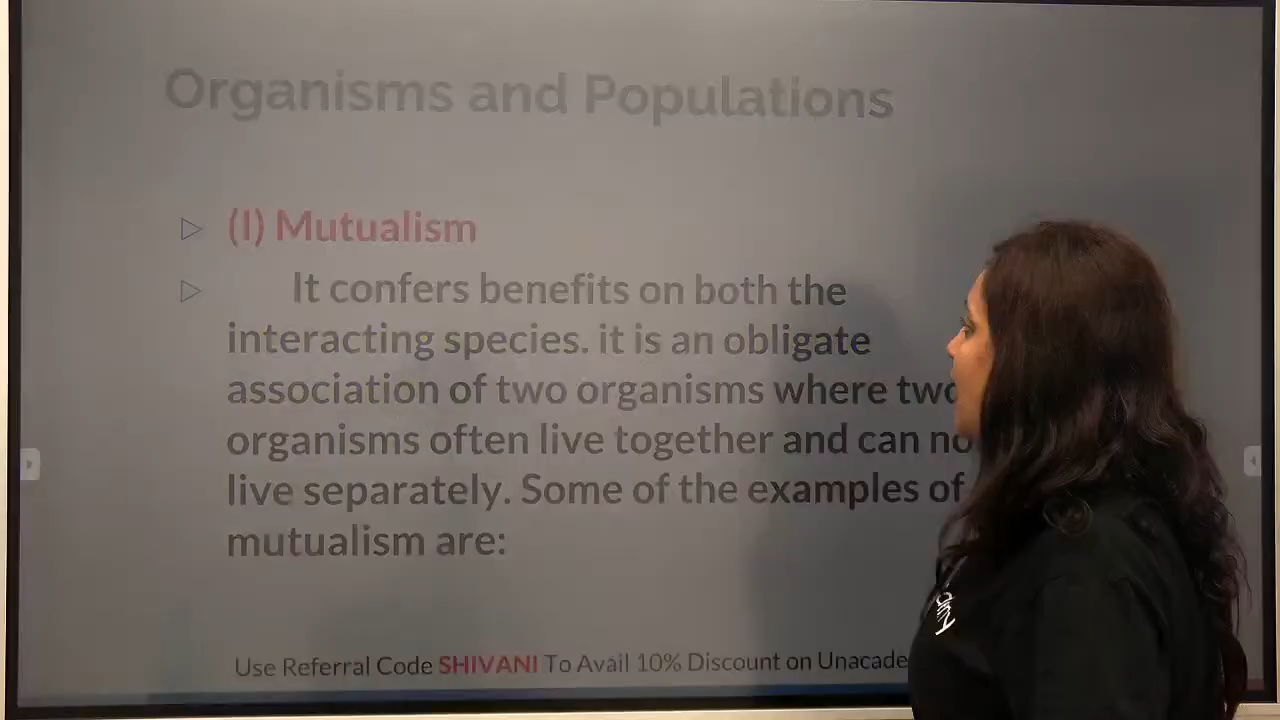 Organisms and Populations
(I) Mutualism
It confers benefits on both the
interacting species. it is an obligate
association of two organisms where two
organisms often live together and can no
live separately. Some of the examples of
mutualism are:
Use Referral Code SHIVANI To Avail 10% Discount on Unacade